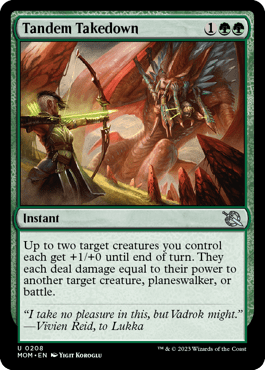 Tandem Takedown 1
Instant
Up to two target creatures you control
each get +1/+0 until end of turn. They
each deal damage equal to their power to
another target creature, planeswalker, or
battle.
“I take no pleasure in this, but Vadrok might.”
—Vivien Reid, to Lukka
U 0208
MOM • EN YIGIT KOROGLU
™ & © 2023 Wizards of the Coast